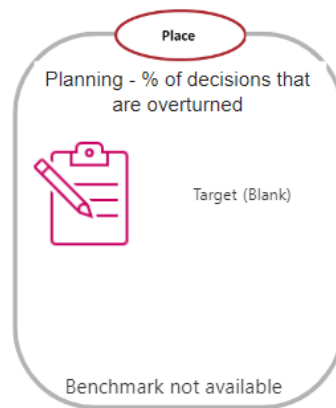 Place
Planning - % of decisions that
are overturned
Target (Blank)
Benchmark not available